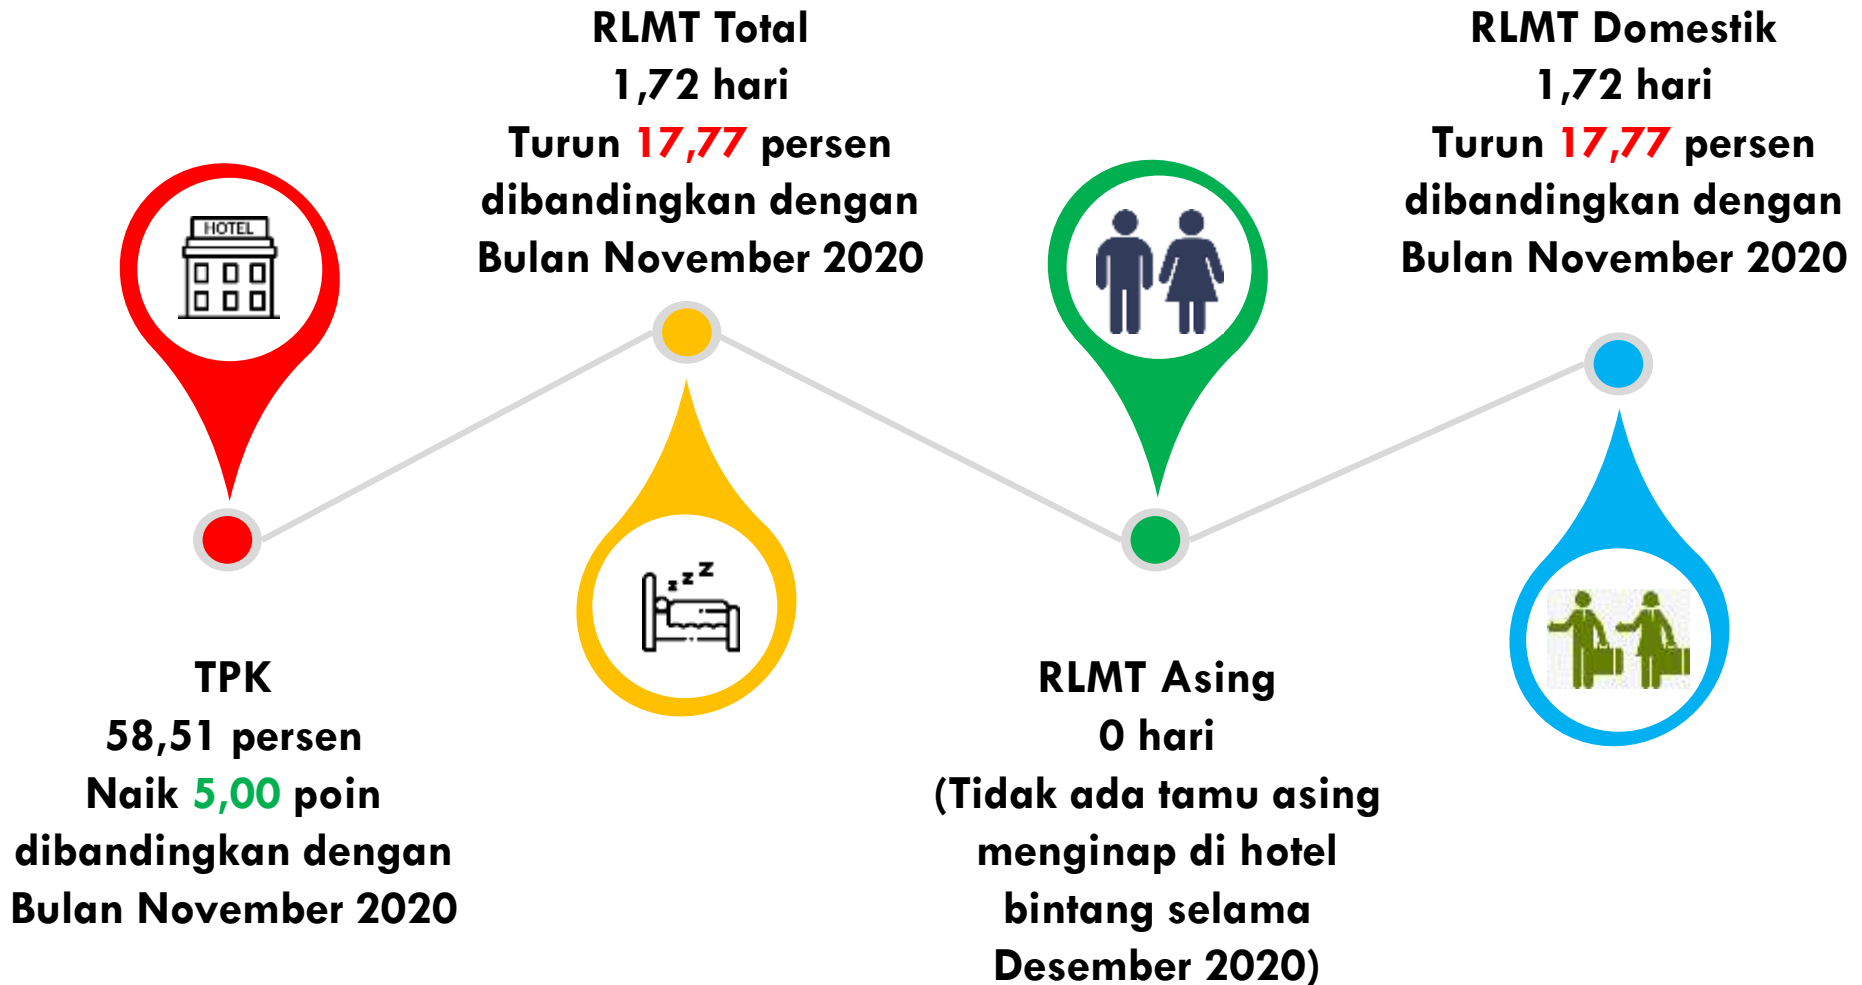 HOTEL
TPK
58,51 persen
Naik 5,00 poin
dibandingkan dengan
Bulan November 2020
RLMT Total
1,72 hari
Turun 17,77 persen
dibandingkan dengan
Bulan November 2020
z z Z
RLMT Asing
0 hari
(Tidak ada tamu asing
menginap di hotel
bintang selama
Desember 2020)
RLMT Domestik
1,72 hari
Turun 17,77 persen
dibandingkan dengan
Bulan November 2020